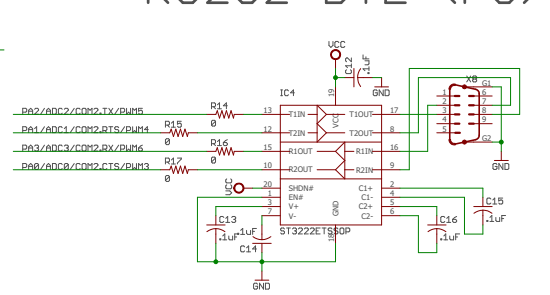 VCC
C12
.1uF
GND
19
IC4
X8
PA2/ADC2/COM2.TX/PWM5
R14
0
13
T1IN
VCC
T1OUT
17
1
6
G1
PA1/ADC1/COM2.RTS/PWM4
R15
0
12
T2IN
T2OUT
8
2
7
3
8
PA3/ADC3/COM2.RX/PWM6
R16
0
15
R1OUT
R1IN
16
4
9
5
G2
PA0/ADC0/COM2.CTS/PWM3
R17
0
10
R2OUT
R2IN
9
GND
VCC
20
SHDN#
C1+
2
1
EN#
C1-
4
3
V+
C2+
5
7
V-
C2-
6
GND
18
C15
.1uF
C13
.1uF
.1uF
C14
ST3222ETSSOP
C16
.1uF
GND